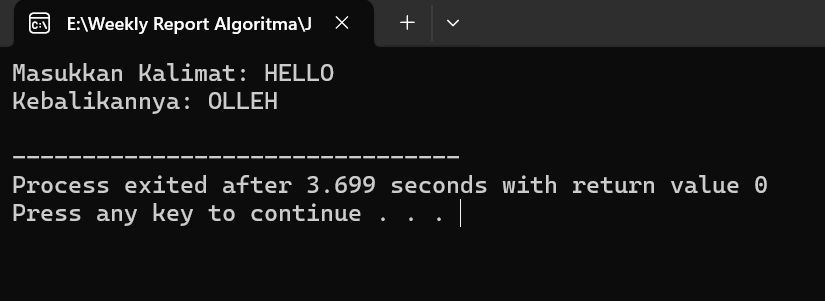 E:\Weekly Report Algoritma\J
Masukkan Kalimat: HELLO
Kebalikannya: OLLEH
--------------------------------
Process exited after 3.699 seconds with return value 0
Press any key to continue . . .